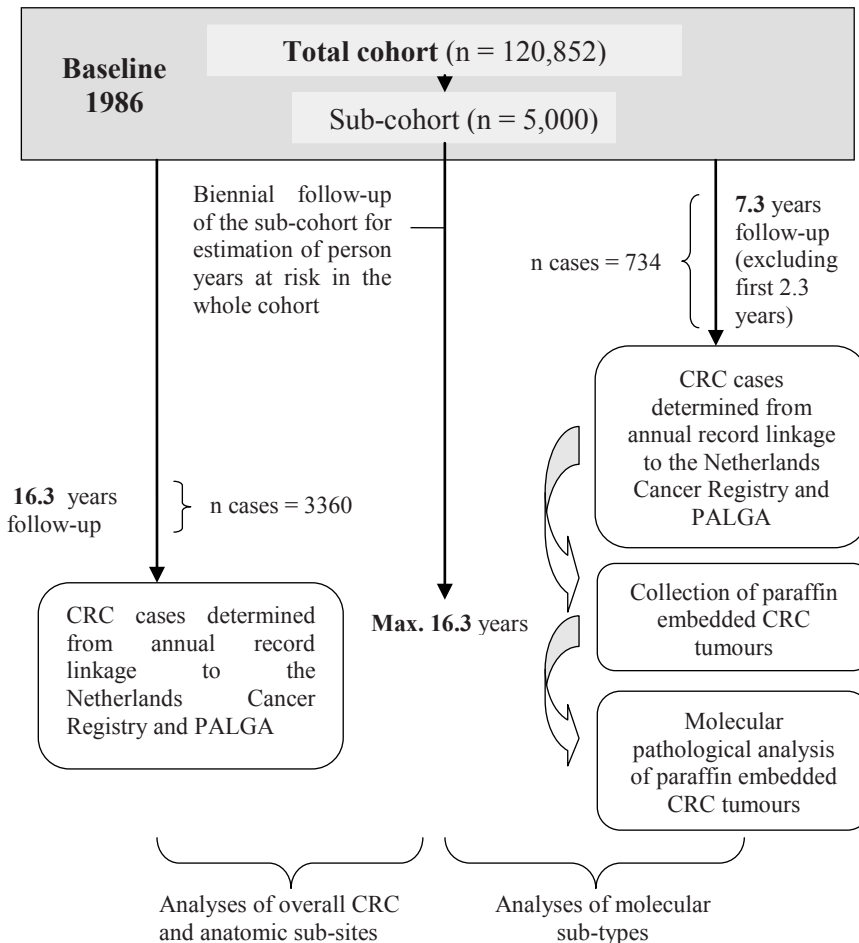 Baseline
1986
Total cohort (n = 120,852)
Sub-cohort (n = 5,000)
Biennial follow-up
of the sub-cohort for
estimation of person
years at risk in the
whole cohort
n cases = 734
7.3 years
follow-up
(excluding
first 2.3
years)
CRC cases
determined from
annual record linkage
to the Netherlands
Cancer Registry and
PALGA
16.3 years
follow-up
n cases = 3360
CRC cases determined
from annual record
linkage to the
Netherlands Cancer
Registry and PALGA
Max. 16.3 years
Collection of paraffin
embedded CRC
tumours
Molecular
pathological analysis
of paraffin embedded
CRC tumours
Analyses of overall CRC
and anatomic sub-sites
Analyses of molecular
sub-types